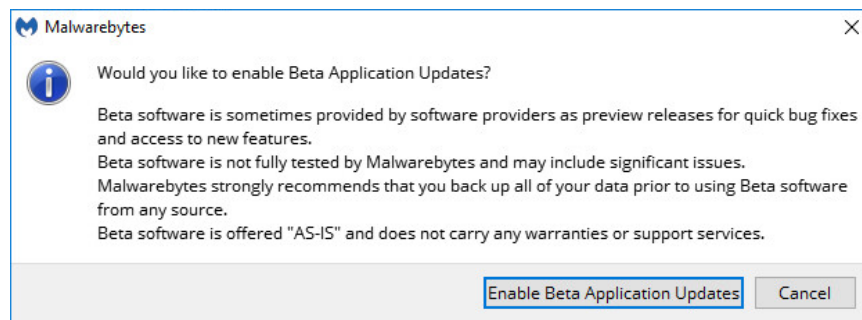 Malwarebytes
Would you like to enable Beta Application Updates?
Beta software is sometimes provided by software providers as preview releases for quick bug fixes
and access to new features.
Beta software is not fully tested by Malwarebytes and may include significant issues.
Malwarebytes strongly recommends that you back up all of your data prior to using Beta software
from any source.
Beta software is offered "AS-IS" and does not carry any warranties or support services.
Enable Beta Application Updates Cancel